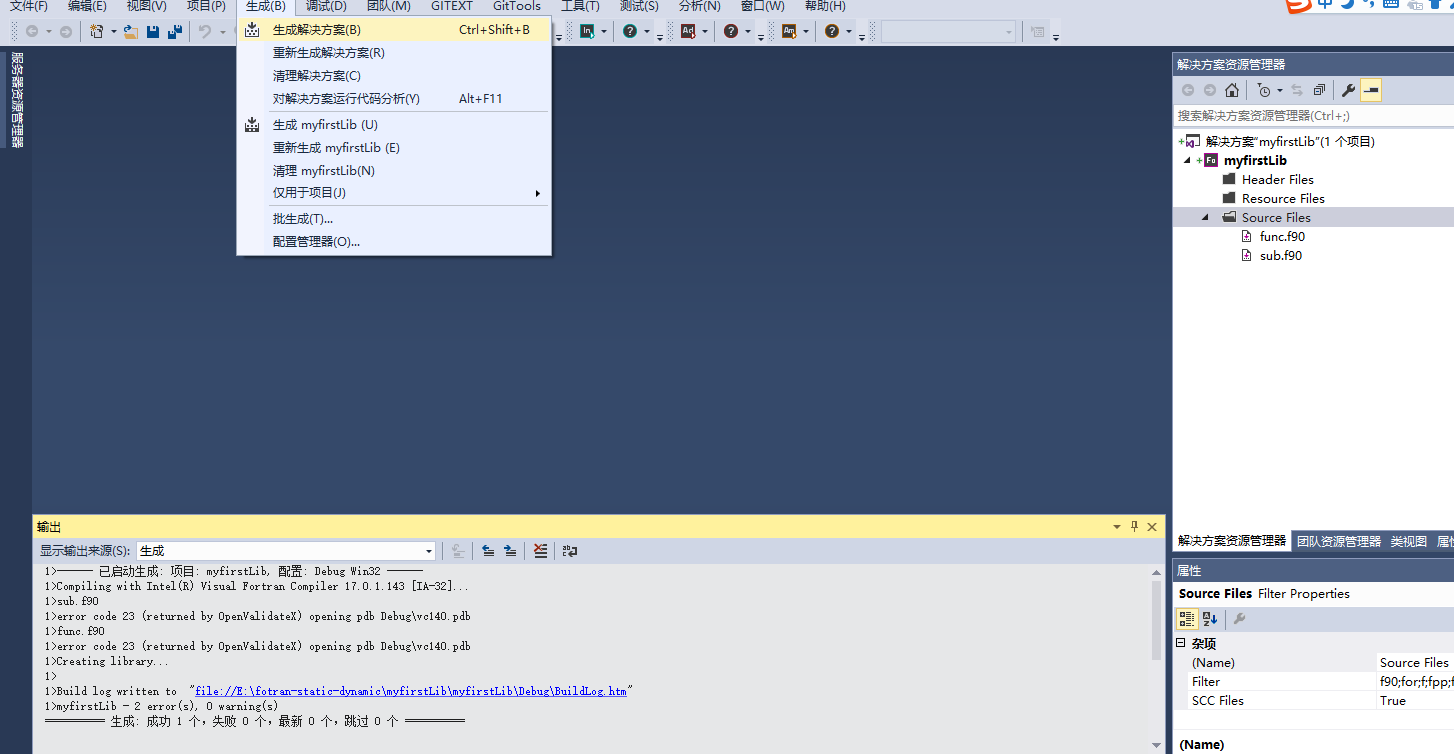 文件(F) 编辑(E) 视图(V) 项目(P) 生成(B) 调试(D) 团队(M) GITEXT GitTools 工具(T) 测试(S) 分析(N) 窗口(W) 帮助(H)
中
服务器资源管理器
生成解决方案(B) Ctrl+Shift+B
重新生成解决方案(R)
清理解决方案(C)
对解决方案运行代码分析(Y) Alt+F11
生成 myfirstLib (U)
重新生成 myfirstLib (E)
清理 myfirstLib(N)
仅用于项目(J)
批生成(T)...
配置管理器(O)...
In ? Ad ? Am ?
解决方案资源管理器
搜索解决方案资源管理器(Ctrl+;)
解决方案"myfirstLib"(1 个项目)
Fo myfirstLib
Header Files
Resource Files
Source Files
func.f90
sub.f90
解决方案资源管理器 团队资源管理器 类视图
属性
Source Files Filter Properties
杂项
(Name) Source Files
Filter f90;for;f;fpp;
SCC Files True
(Name)
输出
显示输出来源(S): 生成
1>------ 已启动生成: 项目: myfirstLib, 配置: Debug Win32 ------
1>Compiling with Intel(R) Visual Fortran Compiler 17.0.1.143 [IA-32]...
1>sub.f90
1>error code 23 (returned by OpenValidateX) opening pdb Debug\vc140.pdb
1>func.f90
1>error code 23 (returned by OpenValidateX) opening pdb Debug\vc140.pdb
1>Creating library...
1>
1>Build log written to "file://E:\fotran-static-dynamic\myfirstLib\myfirstLib\Debug\BuildLog.htm"
1>myfirstLib - 2 error(s), 0 warning(s)
========== 生成: 成功 1 个，失败 0 个，最新 0 个，跳过 0 个 ==========